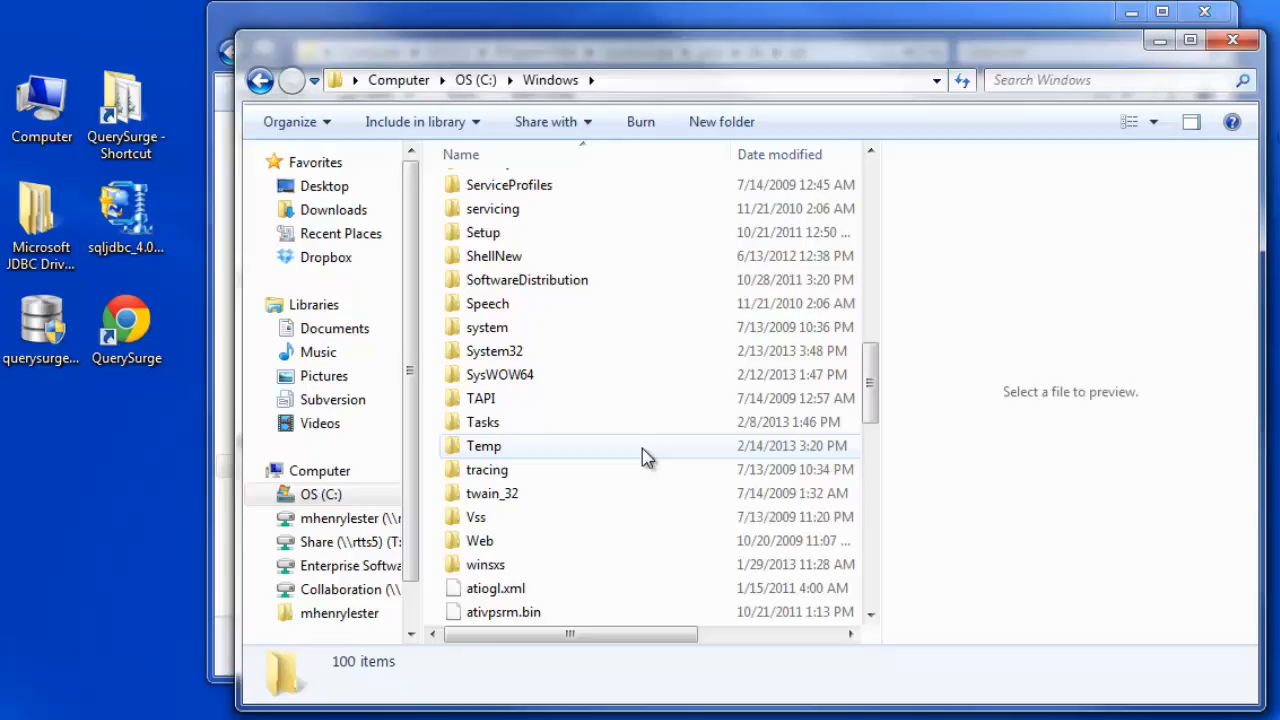 Computer
QuerySurge -
Shortcut
Microsoft
JDBC Driv...
sqljdbc_4.0...
querysurge...
QuerySurge
Computer
OS (C:)
Windows
Search Windows
Organize
Include in library
Share with
Burn
New folder
Favorites
Desktop
Downloads
Recent Places
Dropbox
Libraries
Documents
Music
Pictures
Subversion
Videos
Computer
OS (C:)
mhenrylester (\\r
Share (\\rtts5) (T:
Enterprise Softwa
Collaboration (\\
mhenrylester
Name Date modified
ServiceProfiles 7/14/2009 12:45 AM
servicing 11/21/2010 2:06 AM
Setup 10/21/2011 12:50 ...
ShellNew 6/13/2012 12:38 PM
SoftwareDistribution 10/28/2011 3:20 PM
Speech 11/21/2010 2:06 AM
system 7/13/2009 10:36 PM
System32 2/13/2013 3:48 PM
SysWOW64 2/12/2013 1:47 PM
TAPI 7/14/2009 12:57 AM
Tasks 2/8/2013 1:46 PM
Temp 2/14/2013 3:20 PM
tracing 7/13/2009 10:34 PM
twain_32 7/14/2009 1:32 AM
Vss 7/13/2009 11:20 PM
Web 10/20/2009 11:07 ...
winsxs 1/29/2013 11:28 AM
atiogl.xml 1/15/2011 4:00 AM
ativpsrm.bin 10/21/2011 1:13 PM
Select a file to preview.
100 items